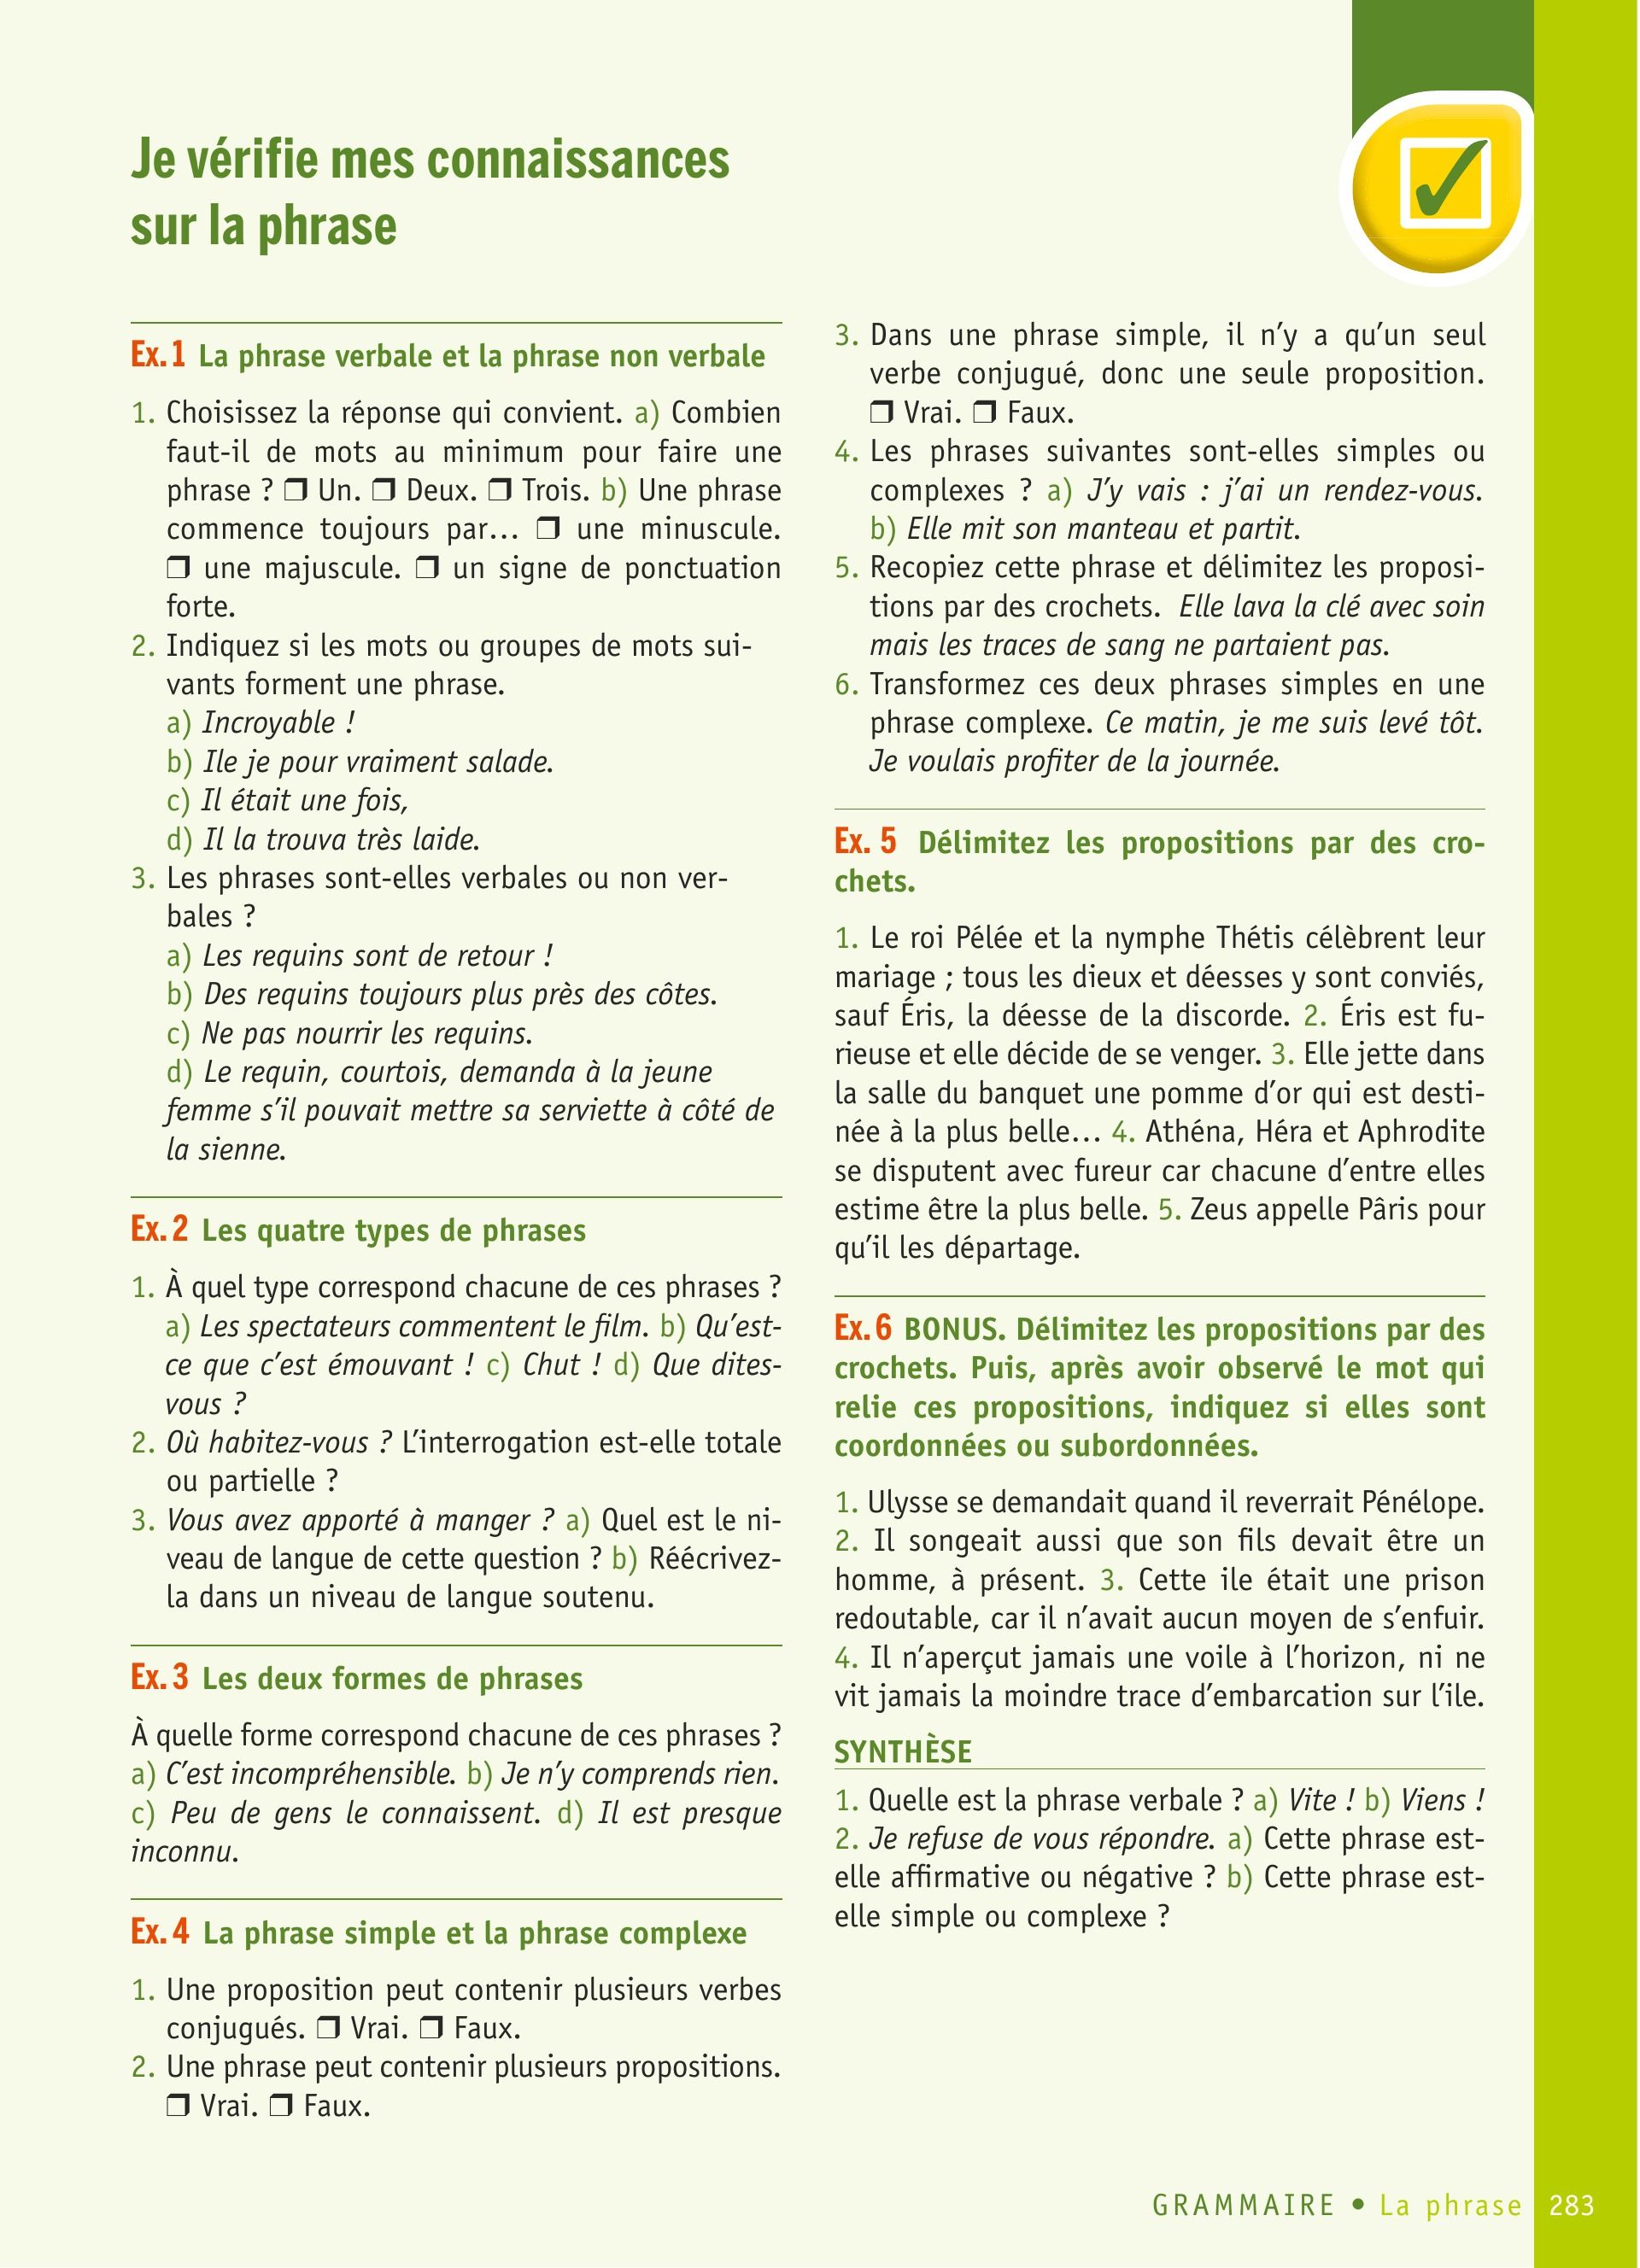 Je vérifie mes connaissances
sur la phrase
Ex. 1 La phrase verbale et la phrase non verbale
1. Choisissez la réponse qui convient. a) Combien
faut-il de mots au minimum pour faire une
phrase ? ❒ Un. ❒ Deux. ❒ Trois. b) Une phrase
commence toujours par… ❒ une minuscule.
❒ une majuscule. ❒ un signe de ponctuation
forte.
2. Indiquez si les mots ou groupes de mots sui-
vants forment une phrase.
a) Incroyable !
b) Ile je pour vraiment salade.
c) Il était une fois,
d) Il la trouva très laide.
3. Les phrases sont-elles verbales ou non ver-
bales ?
a) Les requins sont de retour !
b) Des requins toujours plus près des côtes.
c) Ne pas nourrir les requins.
d) Le requin, courtois, demanda à la jeune
femme s’il pouvait mettre sa serviette à côté de
la sienne.
Ex. 2 Les quatre types de phrases
1. À quel type correspond chacune de ces phrases ?
a) Les spectateurs commentent le film. b) Qu’est-
ce que c’est émouvant ! c) Chut ! d) Que dites-
vous ?
2. Où habitez-vous ? L’interrogation est-elle totale
ou partielle ?
3. Vous avez apporté à manger ? a) Quel est le ni-
veau de langue de cette question ? b) Réécrivez-
la dans un niveau de langue soutenu.
Ex. 3 Les deux formes de phrases
À quelle forme correspond chacune de ces phrases ?
a) C’est incompréhensible. b) Je n’y comprends rien.
c) Peu de gens le connaissent. d) Il est presque
inconnu.
Ex. 4 La phrase simple et la phrase complexe
1. Une proposition peut contenir plusieurs verbes
conjugués. ❒ Vrai. ❒ Faux.
2. Une phrase peut contenir plusieurs propositions.
❒ Vrai. ❒ Faux.
3. Dans une phrase simple, il n’y a qu’un seul
verbe conjugué, donc une seule proposition.
❒ Vrai. ❒ Faux.
4. Les phrases suivantes sont-elles simples ou
complexes ? a) J’y vais : j’ai un rendez-vous.
b) Elle mit son manteau et partit.
5. Recopiez cette phrase et délimitez les proposi-
tions par des crochets. Elle lava la clé avec soin
mais les traces de sang ne partaient pas.
6. Transformez ces deux phrases simples en une
phrase complexe. Ce matin, je me suis levé tôt.
Je voulais profiter de la journée.
Ex. 5 Délimitez les propositions par des cro-
chets.
1. Le roi Pélée et la nymphe Thétis célèbrent leur
mariage ; tous les dieux et déesses y sont conviés,
sauf Éris, la déesse de la discorde. 2. Éris est fu-
rieuse et elle décide de se venger. 3. Elle jette dans
la salle du banquet une pomme d’or qui est desti-
née à la plus belle… 4. Athéna, Héra et Aphrodite
se disputent avec fureur car chacune d’entre elles
estime être la plus belle. 5. Zeus appelle Pâris pour
qu’il les départage.
Ex. 6 BONUS. Délimitez les propositions par des
crochets. Puis, après avoir observé le mot qui
relie ces propositions, indiquez si elles sont
coordonnées ou subordonnées.
1. Ulysse se demandait quand il reverrait Pénélope.
2. Il songeait aussi que son fils devait être un
homme, à présent. 3. Cette ile était une prison
redoutable, car il n’avait aucun moyen de s’enfuir.
4. Il n’aperçut jamais une voile à l’horizon, ni ne
vit jamais la moindre trace d’embarcation sur l’ile.
SYNTHÈSE
1. Quelle est la phrase verbale ? a) Vite ! b) Viens !
2. Je refuse de vous répondre. a) Cette phrase est-
elle affirmative ou négative ? b) Cette phrase est-
elle simple ou complexe ?
GRAMMAIRE • La phrase 283